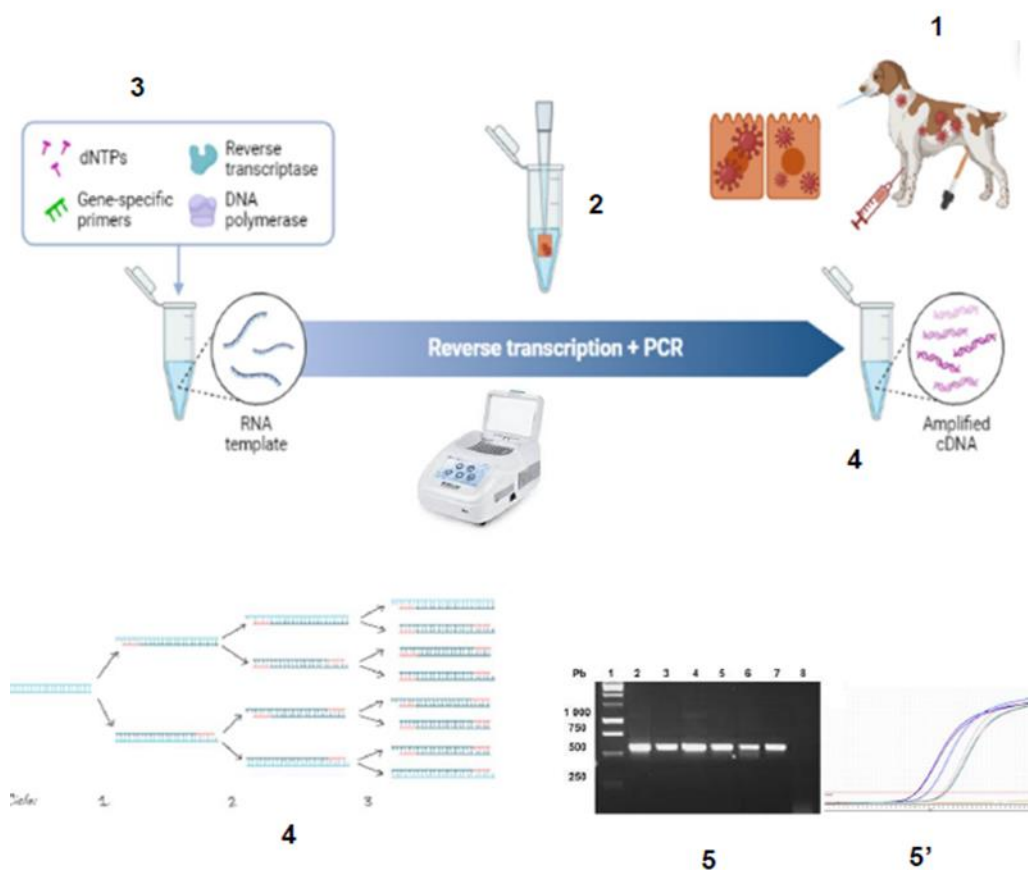 1
3
dNTPs
Reverse
transcriptase
Gene-specific
primers
DNA
polymerase
2
Reverse transcription + PCR
RNA
template
4
Amplified
cDNA
1 2 3
4
Pb 1 2 3 4 5 6 7 8
1 000
750
500
250
5
5’